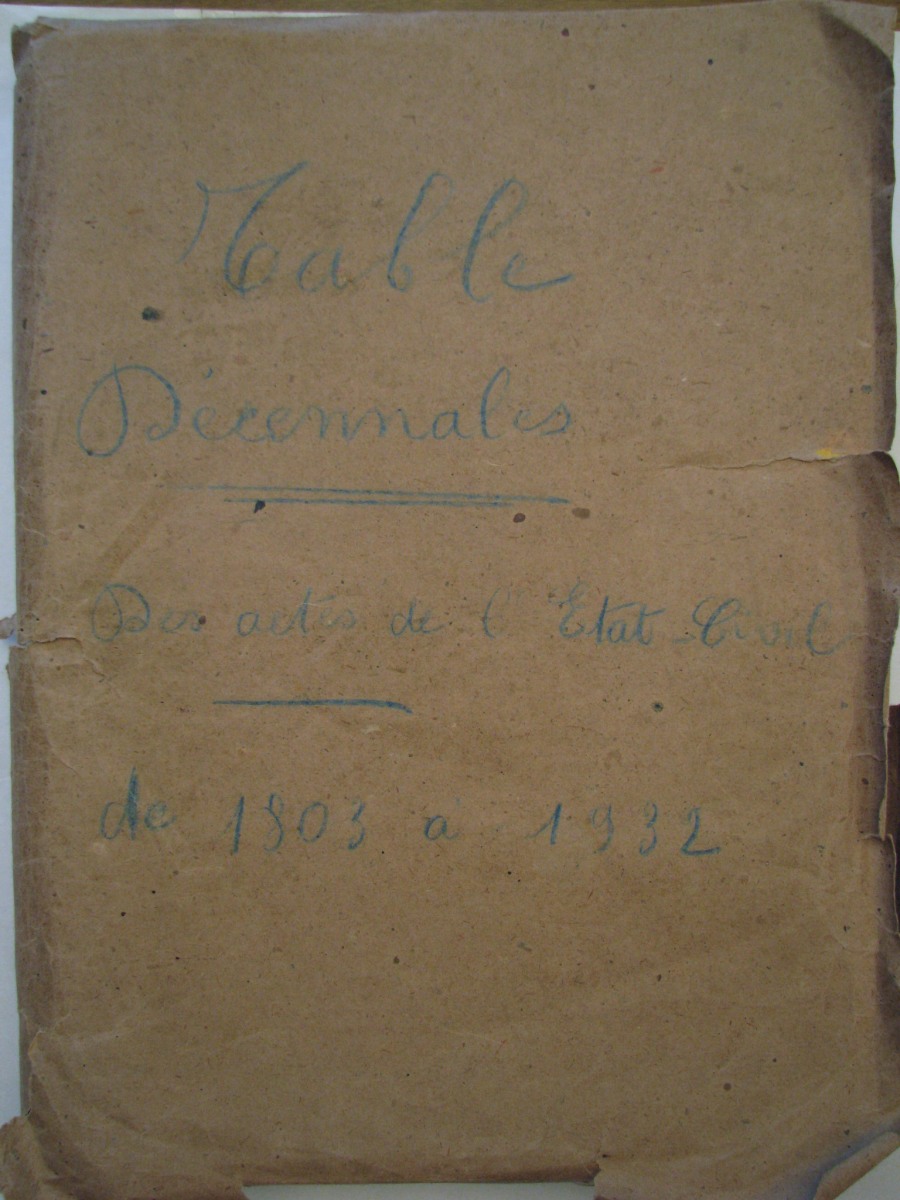 Table
Décennales
Des actes de l'Etat-Civil
de 1803 à 1932